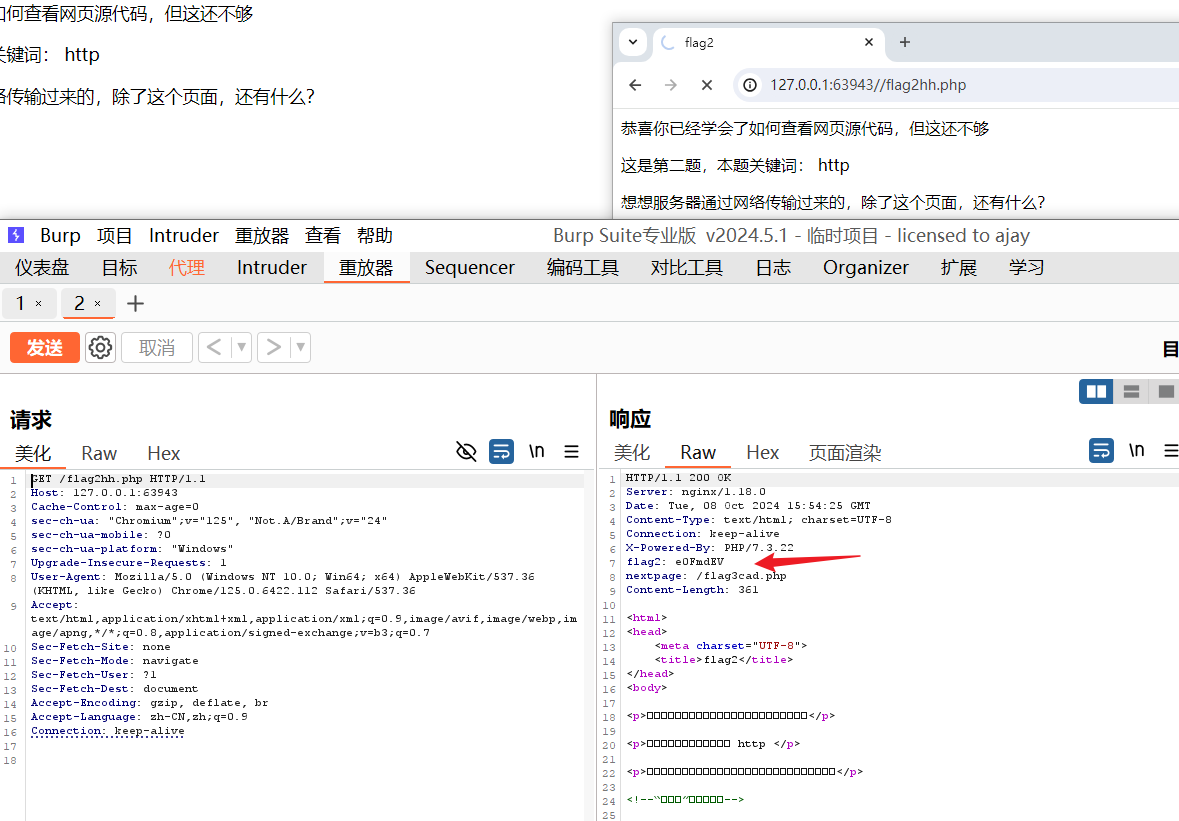 如何查看网页源代码，但这还不够
关键词： http
络传输过来的，除了这个页面，还有什么？
flag2
127.0.0.1:63943//flag2hh.php
恭喜你已经学会了如何查看网页源代码，但这还不够
这是第二题，本题关键词： http
想想服务器通过网络传输过来的，除了这个页面，还有什么？
Burp 项目 Intruder 重放器 查看 帮助 Burp Suite专业版 v2024.5.1 - 临时项目 - licensed to ajay
仪表盘 目标 代理 Intruder 重放器 Sequencer 编码工具 对比工具 日志 Organizer 扩展 学习
1 × 2 × +
发送 取消 < >
目
请求
美化 Raw Hex \n
1 GET /flag2hh.php HTTP/1.1
2 Host: 127.0.0.1:63943
3 Cache-Control: max-age=0
4 sec-ch-ua: "Chromium";v="125", "Not.A/Brand";v="24"
5 sec-ch-ua-mobile: ?0
6 sec-ch-ua-platform: "Windows"
7 Upgrade-Insecure-Requests: 1
8 User-Agent: Mozilla/5.0 (Windows NT 10.0; Win64; x64) AppleWebKit/537.36
(KHTML, like Gecko) Chrome/125.0.6422.112 Safari/537.36
9 Accept:
text/html,application/xhtml+xml,application/xml;q=0.9,image/avif,image/webp,im
age/apng,*/*;q=0.8,application/signed-exchange;v=b3;q=0.7
10 Sec-Fetch-Site: none
11 Sec-Fetch-Mode: navigate
12 Sec-Fetch-User: ?1
13 Sec-Fetch-Dest: document
14 Accept-Encoding: gzip, deflate, br
15 Accept-Language: zh-CN,zh;q=0.9
16 Connection: keep-alive
17
18
响应
美化 Raw Hex 页面渲染 \n
1 HTTP/1.1 200 OK
2 Server: nginx/1.18.0
3 Date: Tue, 08 Oct 2024 15:54:25 GMT
4 Content-Type: text/html; charset=UTF-8
5 Connection: keep-alive
6 X-Powered-By: PHP/7.3.22
7 flag2: e0FmdEV
8 nextpage: /flag3cad.php
9 Content-Length: 361
10
11 <html>
12 <head>
13 <meta charset="UTF-8">
14 <title>flag2</title>
15 </head>
16 <body>
17
18 <p></p>
19
20 <p> http </p>
21
22 <p></p>
23
24 <!--“”-->
25